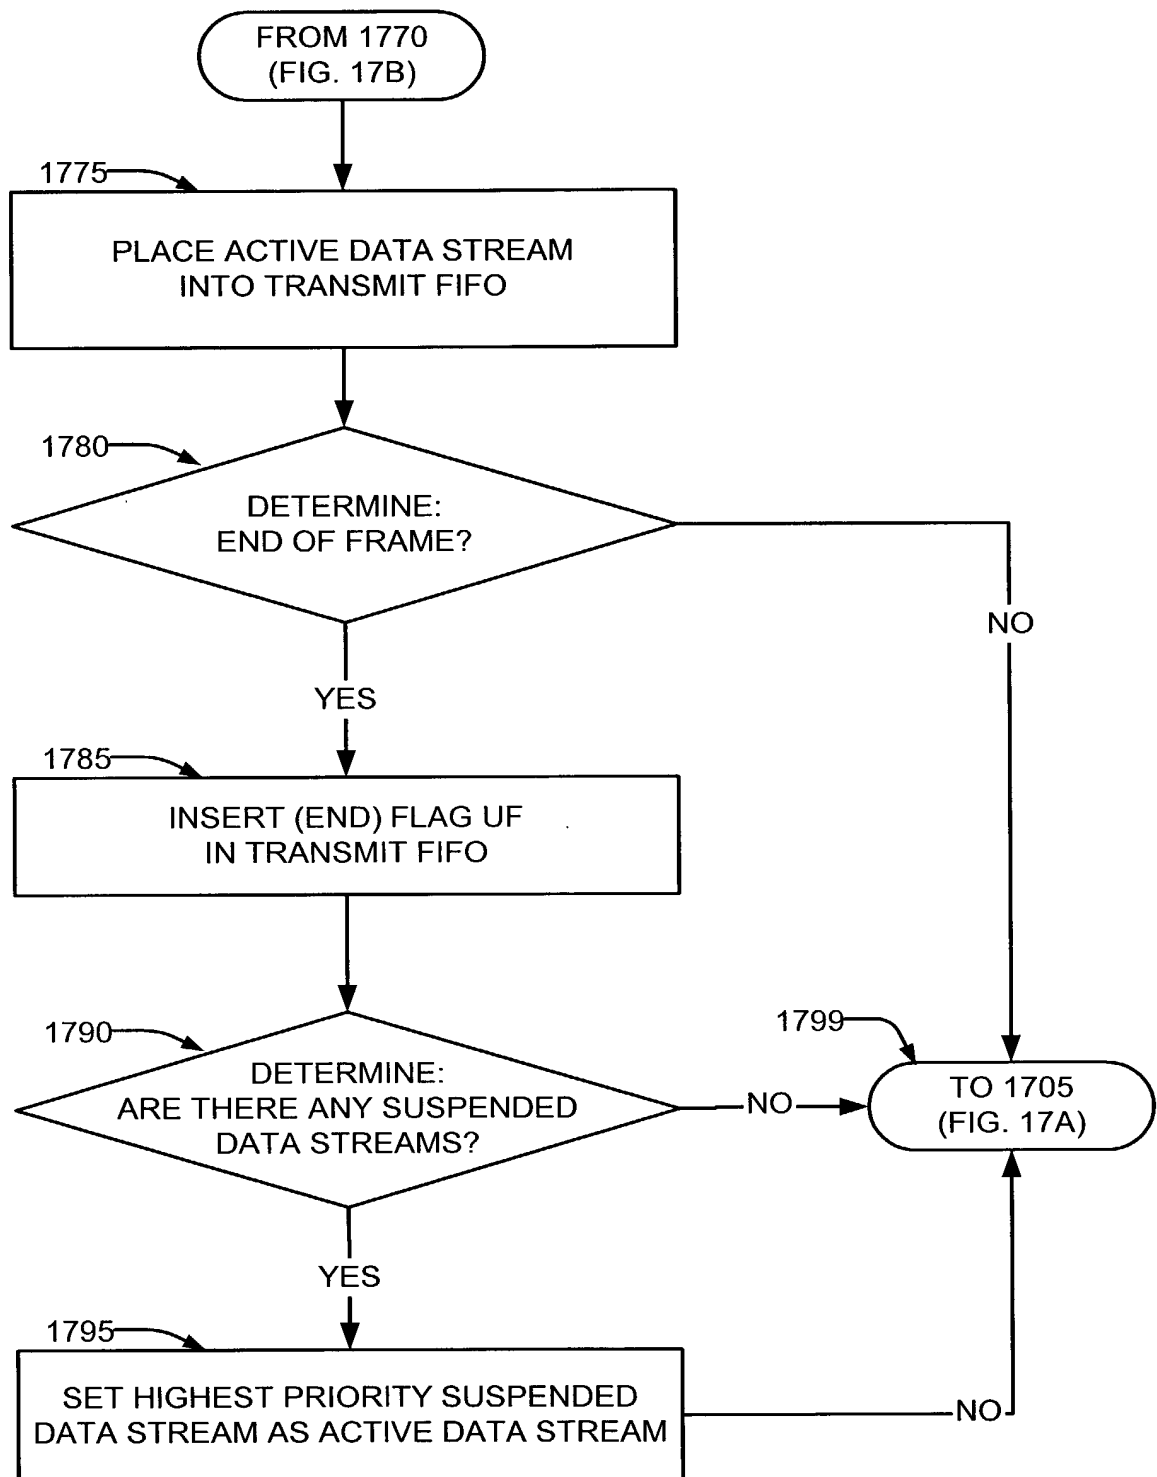 FROM 1770
(FIG. 17B)
1775
PLACE ACTIVE DATA STREAM
INTO TRANSMIT FIFO
1780
DETERMINE:
END OF FRAME?
NO
YES
1785
INSERT (END) FLAG UF
IN TRANSMIT FIFO
1790
DETERMINE:
ARE THERE ANY SUSPENDED
DATA STREAMS?
NO
1799
TO 1705
(FIG. 17A)
YES
1795
SET HIGHEST PRIORITY SUSPENDED
DATA STREAM AS ACTIVE DATA STREAM
NO